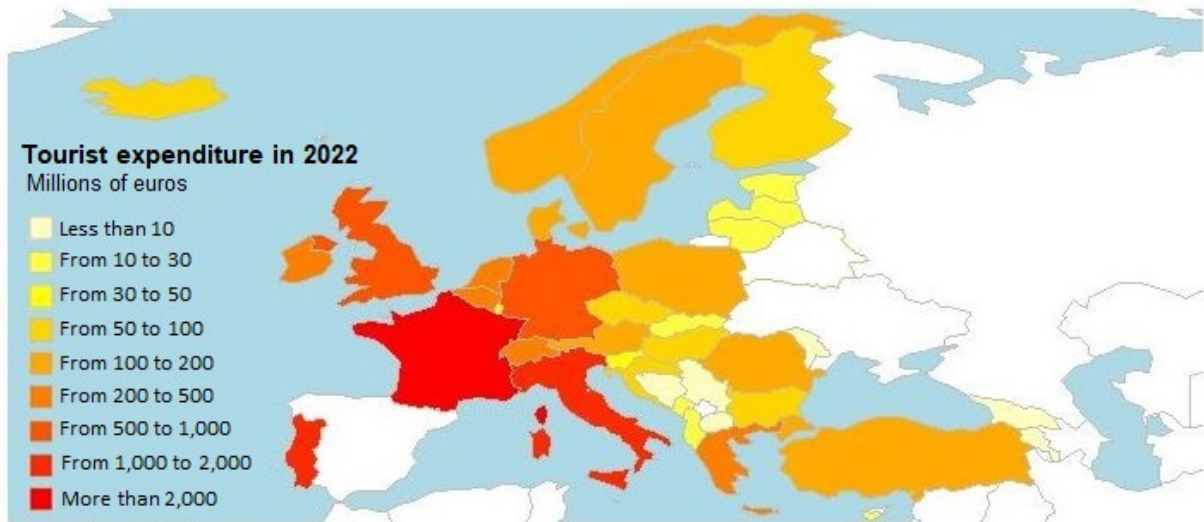 Tourist expenditure in 2022
Millions of euros
Less than 10
From 10 to 30
From 30 to 50
From 50 to 100
From 100 to 200
From 200 to 500
From 500 to 1,000
From 1,000 to 2,000
More than 2,000